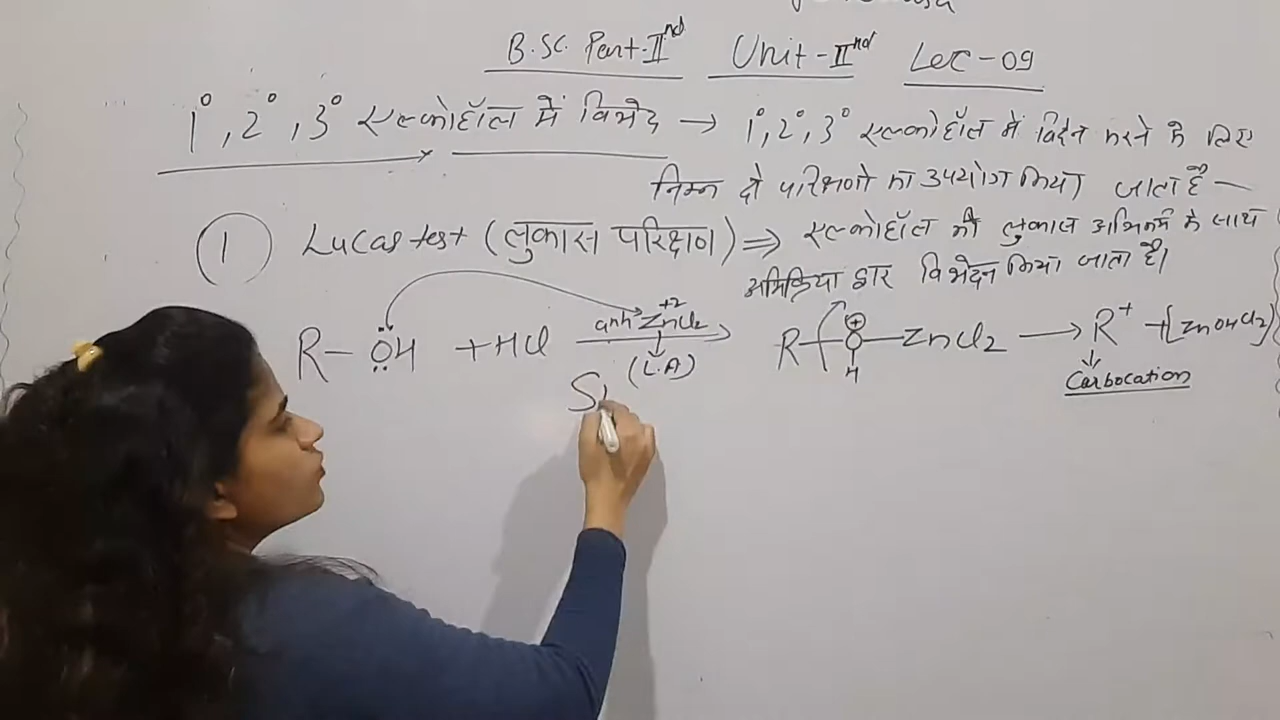 B.SC. Part-IInd Unit-IInd Lec-09
1°, 2°, 3° एल्कोहॉल में विभेद → 1°, 2°, 3° एल्कोहॉल में विभेद करने के लिए
निम्न दो परिक्षणो का उपयोग किया जाता है —
1 Lucas test (लुकास परिक्षण) ⇒ एल्कोहॉल की लुकास अभिकर्म के साथ
अभिक्रिया द्वार विभेदन किया जाता है।
R – ÖH + HCl anh ZnCl2 +2 → R – O⊕ – ZnCl2 → R+ + [ZnOHCl2]
(L.A) H Carbocation
S